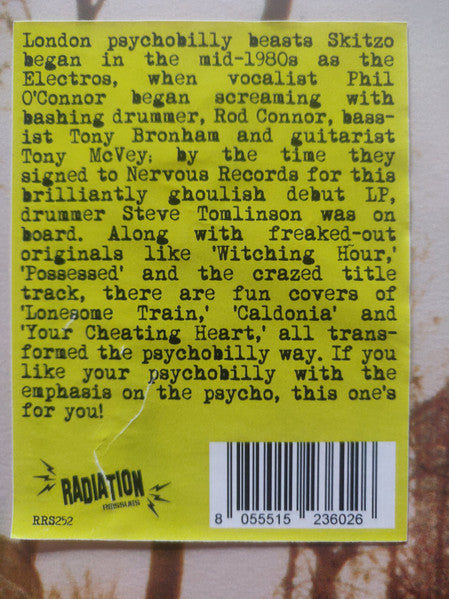 London psychobilly beasts Skitzo
began in the mid-1980s as the
Electros, when vocalist Phil
O'Connor began screaming with
bashing drummer, Rod Connor, bass-
ist Tony Bronham and guitarist
Tony McVey; by the time they
signed to Nervous Records for this
brilliantly ghoulish debut LP,
drummer Steve Tomlinson was on
board. Along with freaked-out
originals like 'Witching Hour,'
'Possessed' and the crazed title
track, there are fun covers of
'Lonesome Train,' 'Caldonia' and
'Your Cheating Heart,' all trans-
formed the psychobilly way. If you
like your psychobilly with the
emphasis on the psycho, this one's
for you!
RADIATION
REISSUES
RRS252
8 055515 236026